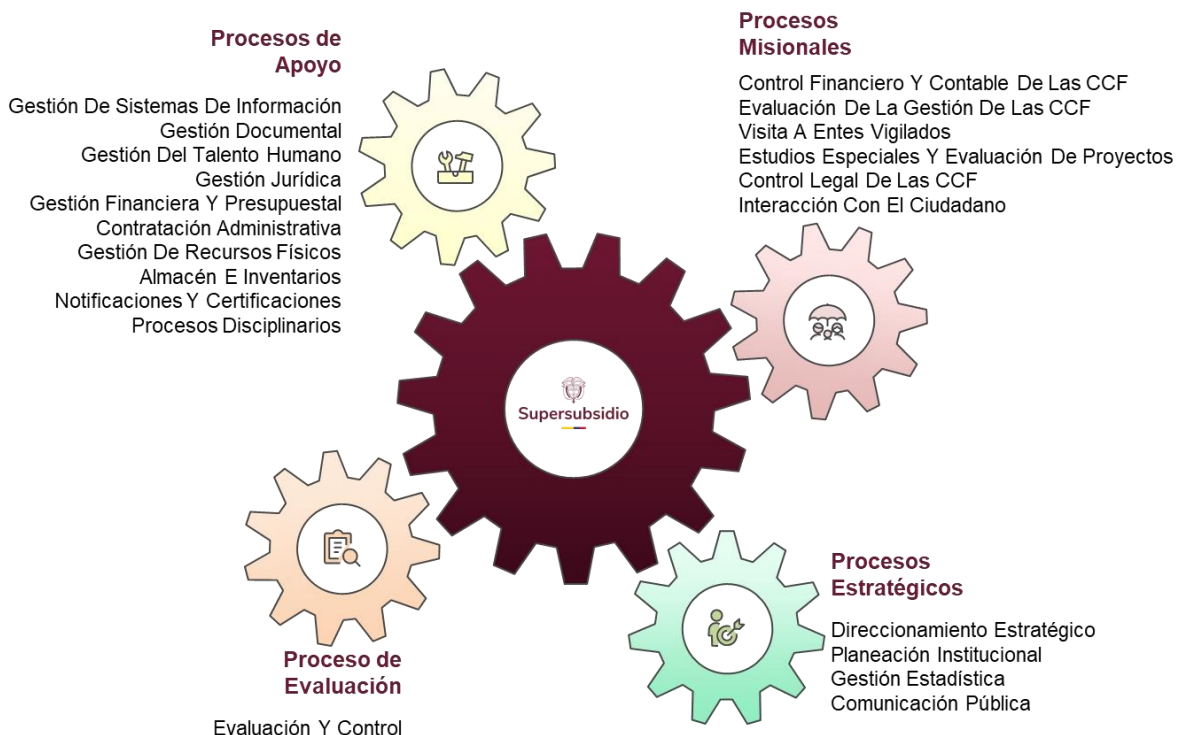 Procesos de
Apoyo
Gestión De Sistemas De Información
Gestión Documental
Gestión Del Talento Humano
Gestión Jurídica
Gestión Financiera Y Presupuestal
Contratación Administrativa
Gestión De Recursos Físicos
Almacén E Inventarios
Notificaciones Y Certificaciones
Procesos Disciplinarios
Procesos
Misionales
Control Financiero Y Contable De Las CCF
Evaluación De La Gestión De Las CCF
Visita A Entes Vigilados
Estudios Especiales Y Evaluación De Proyectos
Control Legal De Las CCF
Interacción Con El Ciudadano
Supersubsidio
Proceso de
Evaluación
Evaluación Y Control
Procesos
Estratégicos
Direccionamiento Estratégico
Planeación Institucional
Gestión Estadística
Comunicación Pública